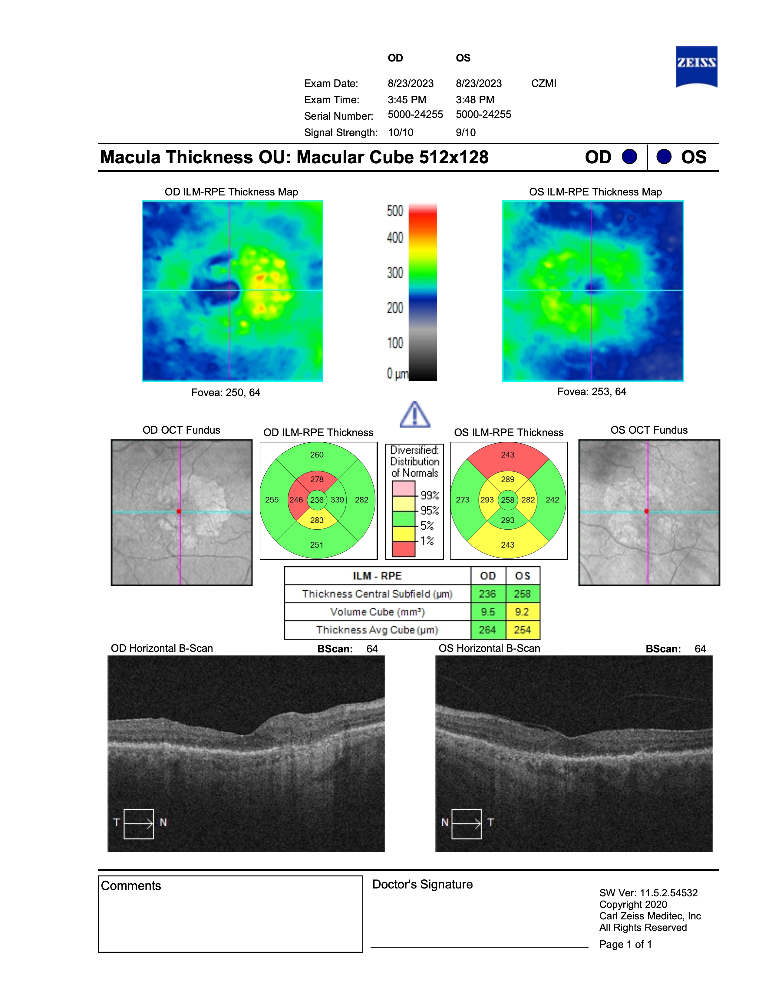 OD OS
ZEISS
Exam Date: 8/23/2023 8/23/2023 CZMI
Exam Time: 3:45 PM 3:48 PM
Serial Number: 5000-24255 5000-24255
Signal Strength: 10/10 9/10
Macula Thickness OU: Macular Cube 512x128 OD OS
OD ILM-RPE Thickness Map
OS ILM-RPE Thickness Map
500
400
300
200
100
0 µm
Fovea: 250, 64
Fovea: 253, 64
OD OCT Fundus
OD ILM-RPE Thickness
OS ILM-RPE Thickness
OS OCT Fundus
260
278
255 246 236 339 282
283
251
Diversified:
Distribution
of Normals
99%
95%
5%
1%
243
289
273 293 258 282 242
293
243
ILM - RPE OD OS
Thickness Central Subfield (µm) 236 258
Volume Cube (mm³) 9.5 9.2
Thickness Avg Cube (µm) 264 254
OD Horizontal B-Scan BScan: 64
OS Horizontal B-Scan BScan: 64
T N
N T
Comments
Doctor's Signature
SW Ver: 11.5.2.54532
Copyright 2020
Carl Zeiss Meditec, Inc
All Rights Reserved
Page 1 of 1